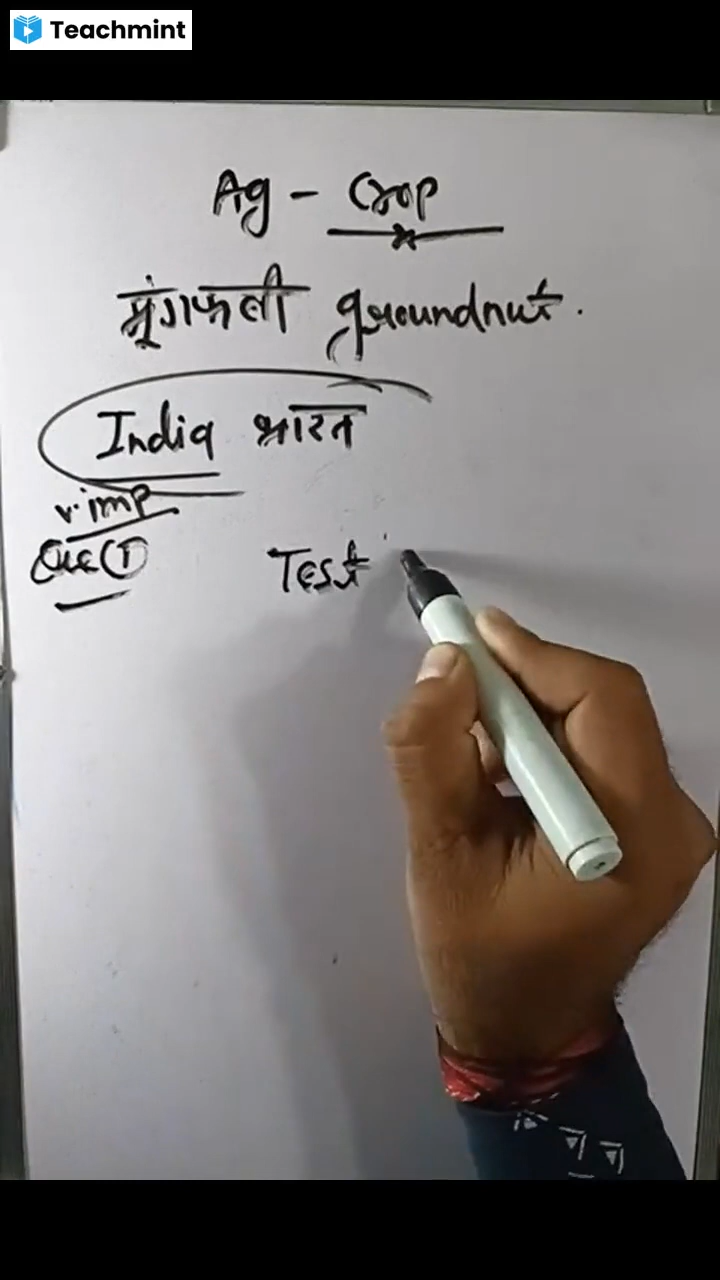 Teachmint
Ag - Crop
मूंगफली groundnut.
India भारत
v.imp
Que ①
Test